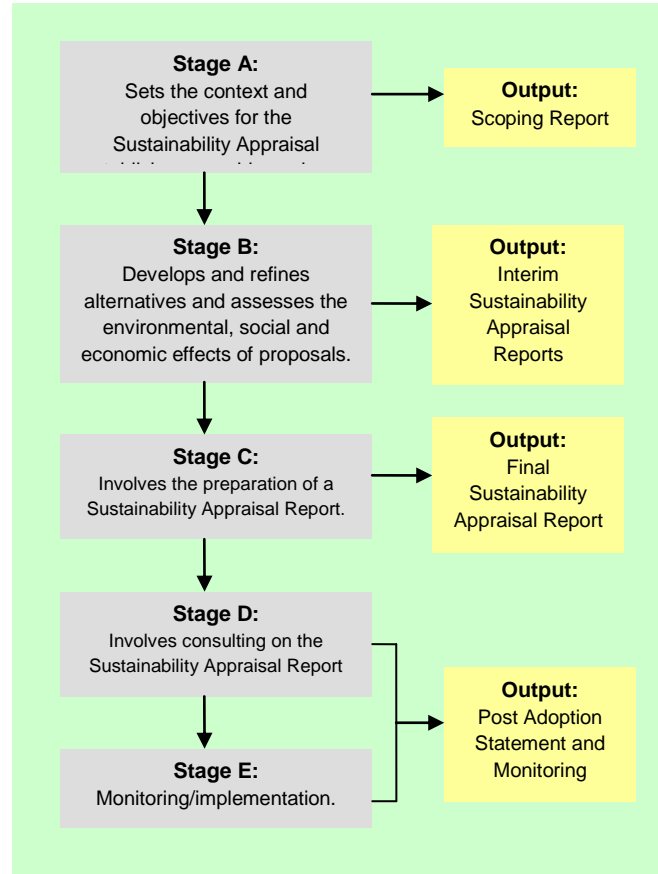 Stage A:
Sets the context and
objectives for the
Sustainability Appraisal
Output:
Scoping Report
Stage B:
Develops and refines
alternatives and assesses the
environmental, social and
economic effects of proposals.
Output:
Interim
Sustainability
Appraisal
Reports
Stage C:
Involves the preparation of a
Sustainability Appraisal Report.
Output:
Final
Sustainability
Appraisal Report
Stage D:
Involves consulting on the
Sustainability Appraisal Report
Output:
Post Adoption
Statement and
Monitoring
Stage E:
Monitoring/implementation.